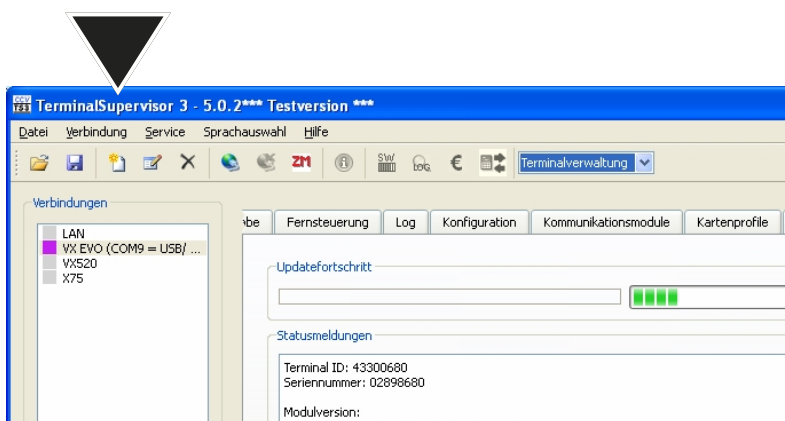 TerminalSupervisor 3 - 5.0.2*** Testversion ***
Datei Verbindung Service Sprachauswahl Hilfe
ZM SW LOG € Terminalverwaltung
Verbindungen
LAN
VX EVO (COM9 = USB/ ...
VX520
X75
be Fernsteuerung Log Konfiguration Kommunikationsmodule Kartenprofile
Updatefortschritt
Statusmeldungen
Terminal ID: 43300680
Seriennummer: 02898680
Modulversion: